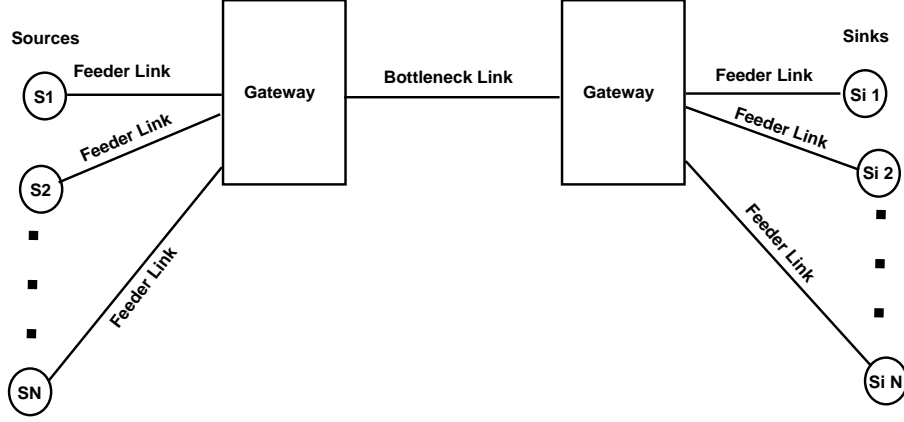 Sources
Sinks
Feeder Link
Bottleneck Link
Feeder Link
S1
Gateway
Gateway
Si 1
Feeder Link
Feeder Link
S2
Si 2
Feeder Link
Feeder Link
SN
Si N